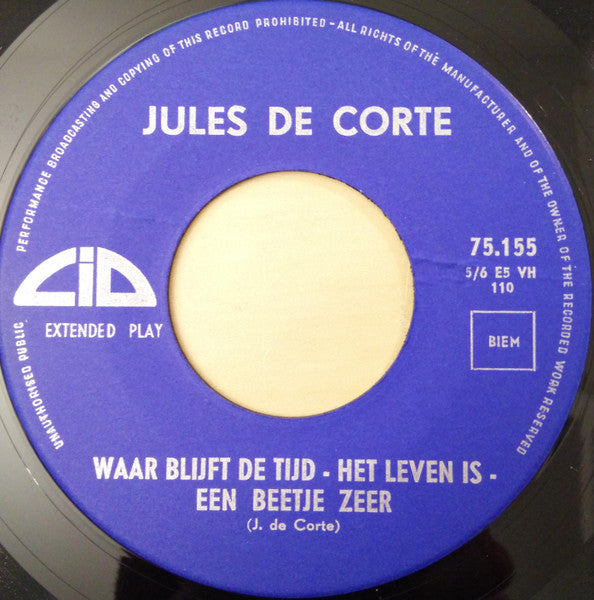 UNAUTHORISED PUBLIC PERFORMANCE BROADCASTING AND COPYING OF THIS RECORD PROHIBITED - ALL RIGHTS OF THE MANUFACTURER AND OF THE OWNER OF THE RECORDED WORK RESERVED
JULES DE CORTE
CID
EXTENDED PLAY
75.155
5/6 E5 VH
110
BIEM
WAAR BLIJFT DE TIJD - HET LEVEN IS -
EEN BEETJE ZEER
(J. de Corte)